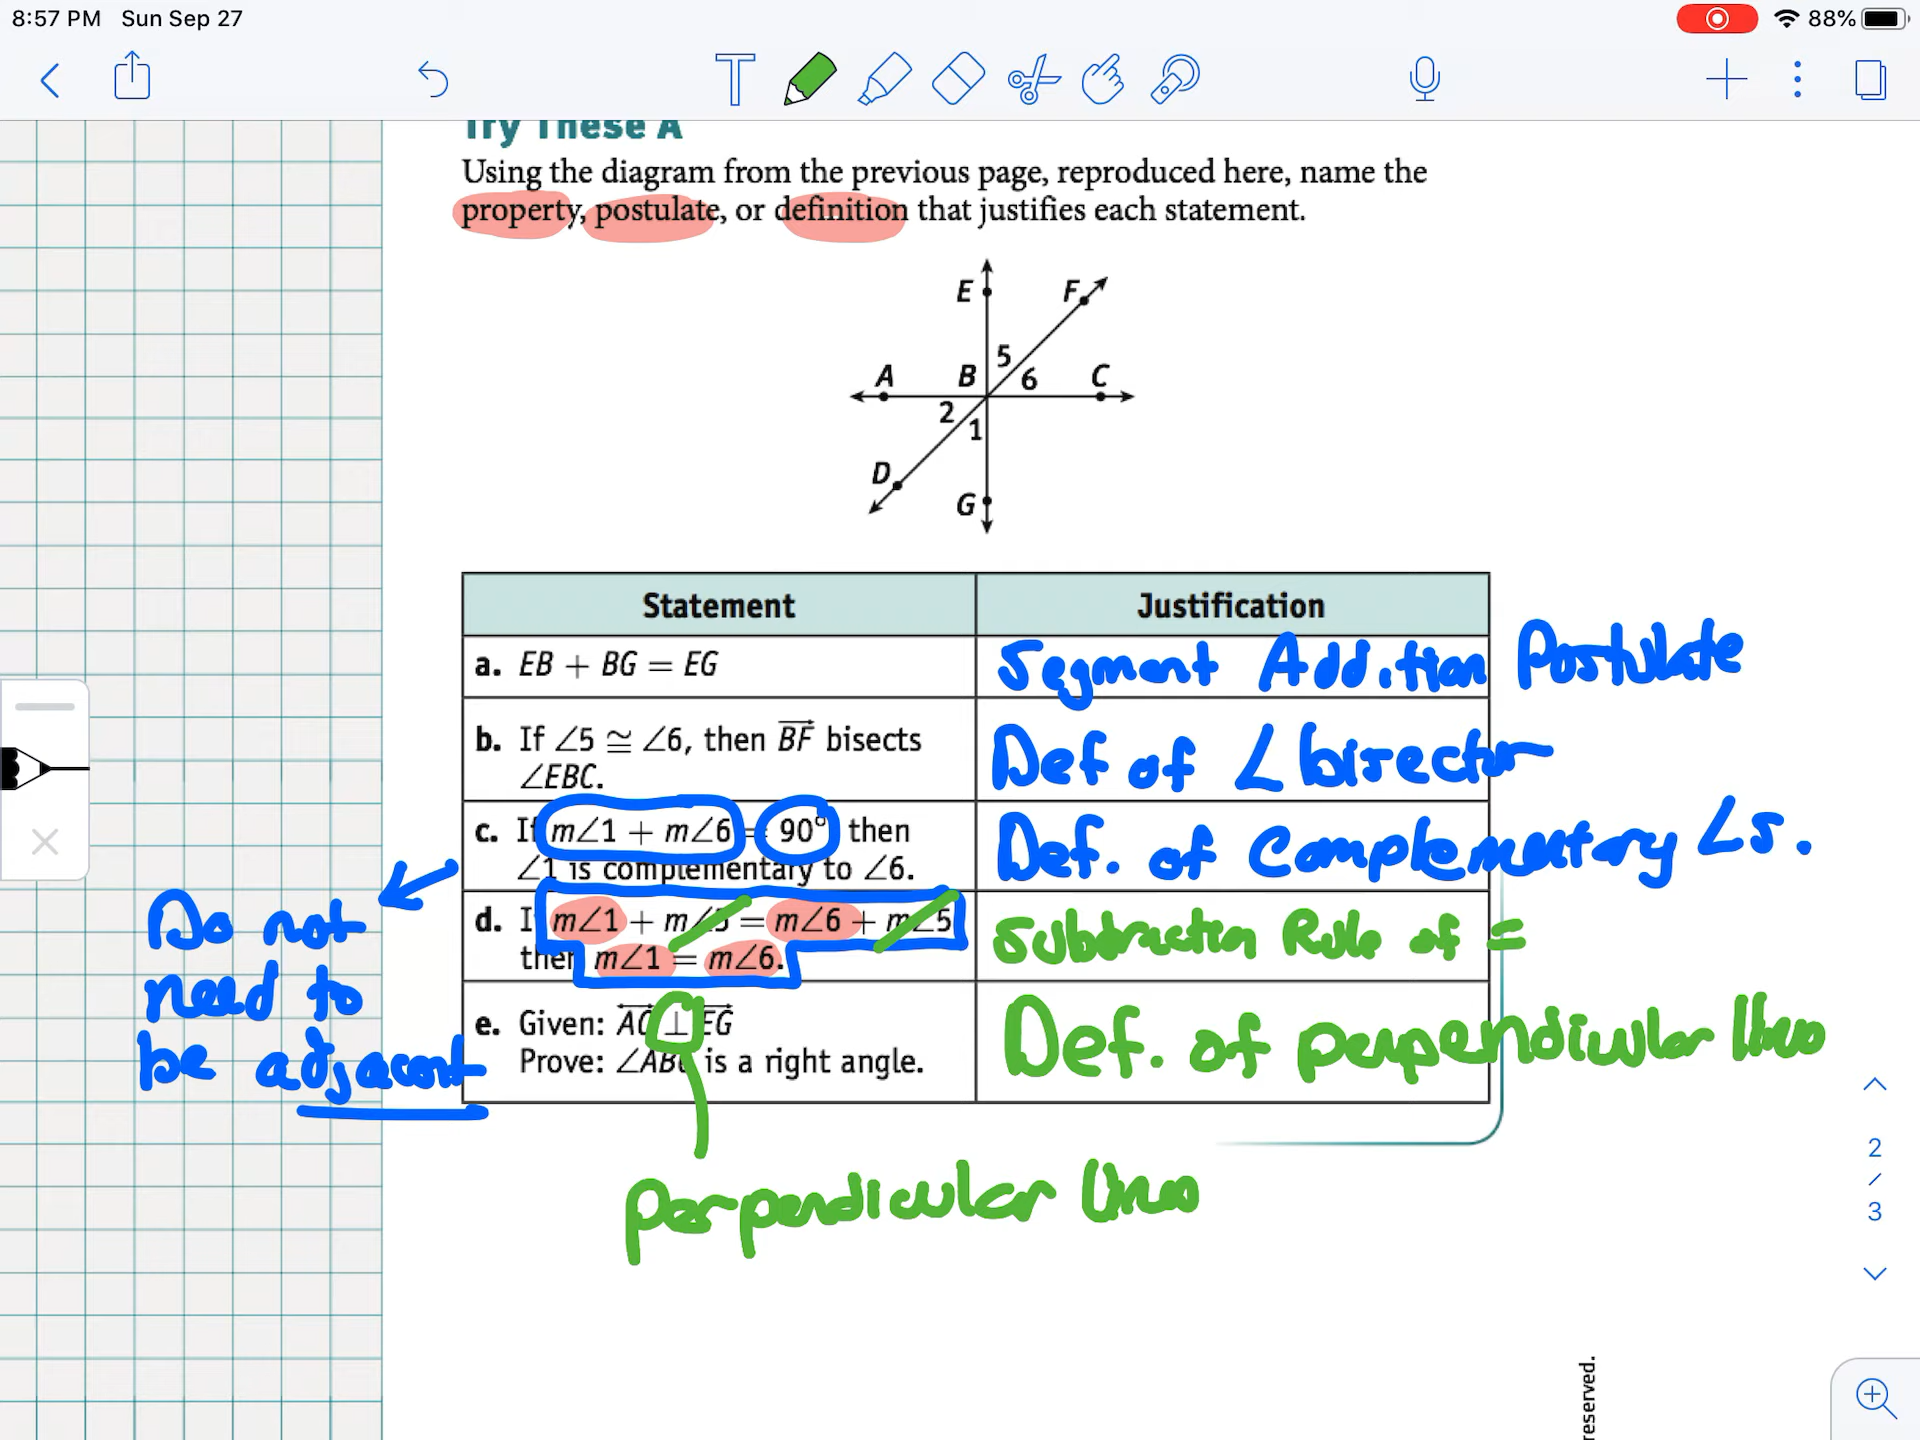 8:57 PM Sun Sep 27
88%
Try These A
Using the diagram from the previous page, reproduced here, name the
property, postulate, or definition that justifies each statement.
E
F
5
A
B
6
C
2
1
D
G
Statement
Justification
a. EB + BG = EG
Segment Addition Postulate
b. If ∠5 ≅ ∠6, then BF bisects
∠EBC.
Def of ∠ bisector
c. If m∠1 + m∠6 = 90° then
∠1 is complementary to ∠6.
Def. of Complementary ∠s.
Do not
need to
be adjacent
d. If m∠1 + m∠5 = m∠6 + m∠5
then m∠1 = m∠6.
Subtraction Rule of =
e. Given: AC ⊥ EG
Prove: ∠ABG is a right angle.
Def. of perpendicular lines
perpendicular lines
2
/
3
reserved.